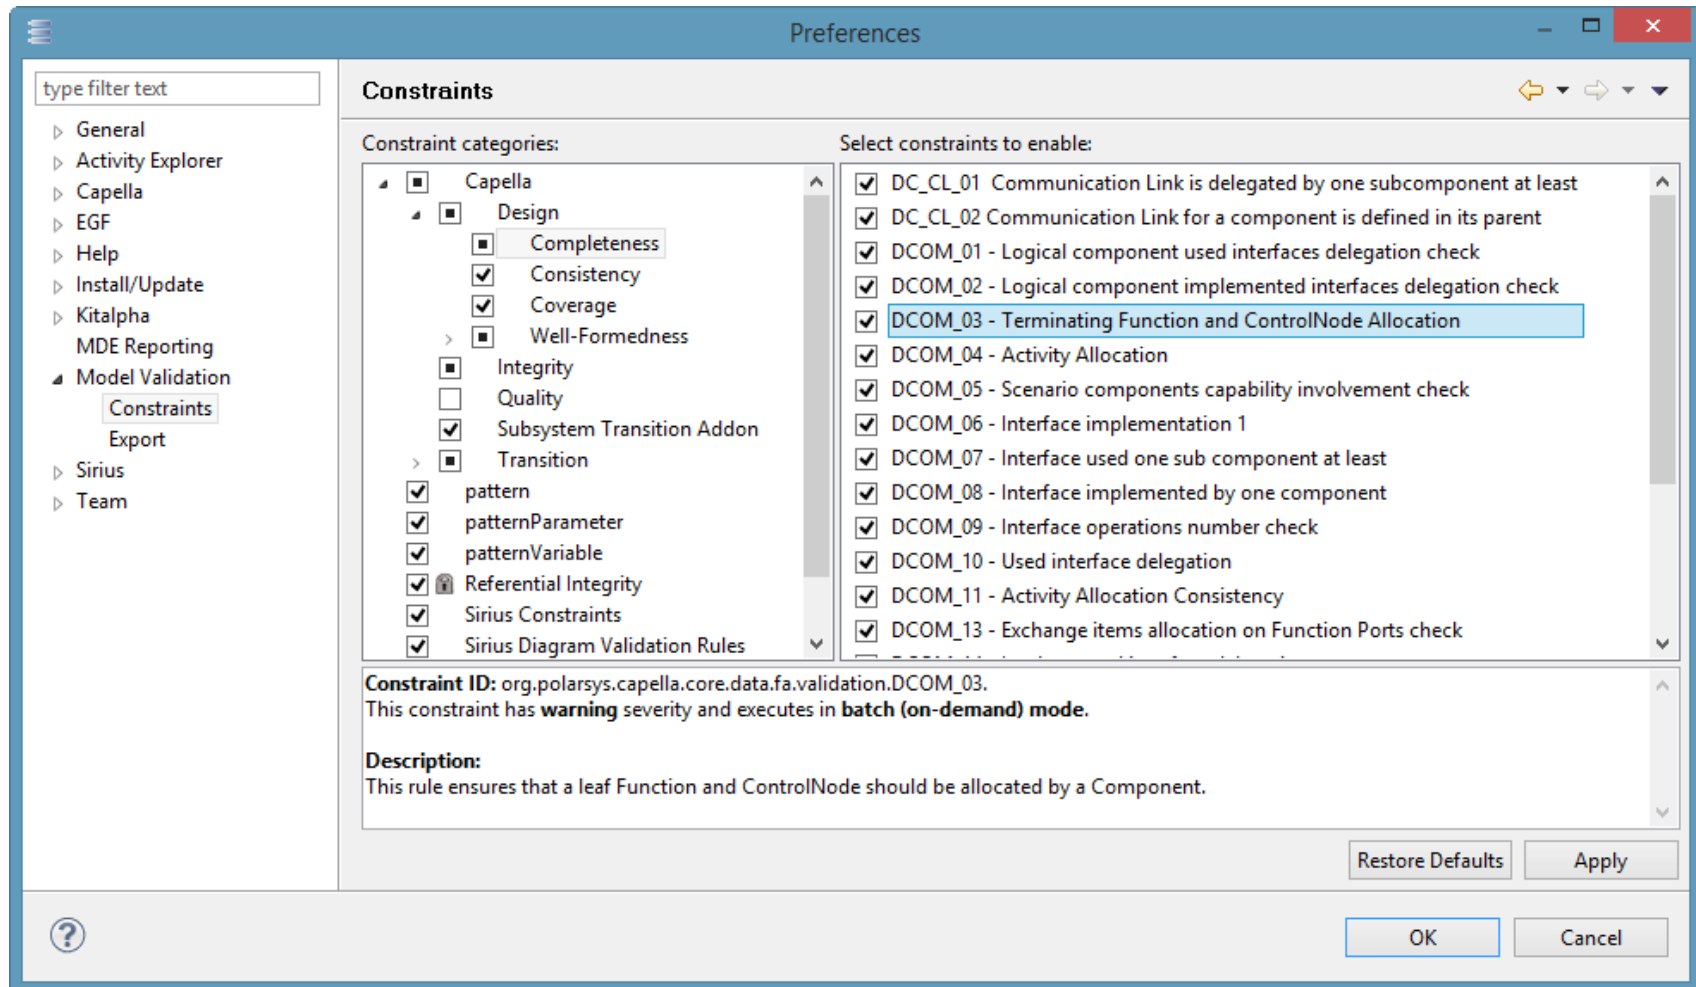 Preferences
type filter text
General
Activity Explorer
Capella
EGF
Help
Install/Update
Kitalpha
MDE Reporting
Model Validation
Constraints
Export
Sirius
Team
Constraints
Constraint categories:
Capella
Design
Completeness
Consistency
Coverage
Well-Formedness
Integrity
Quality
Subsystem Transition Addon
Transition
pattern
patternParameter
patternVariable
Referential Integrity
Sirius Constraints
Sirius Diagram Validation Rules
Select constraints to enable:
DC_CL_01 Communication Link is delegated by one subcomponent at least
DC_CL_02 Communication Link for a component is defined in its parent
DCOM_01 - Logical component used interfaces delegation check
DCOM_02 - Logical component implemented interfaces delegation check
DCOM_03 - Terminating Function and ControlNode Allocation
DCOM_04 - Activity Allocation
DCOM_05 - Scenario components capability involvement check
DCOM_06 - Interface implementation 1
DCOM_07 - Interface used one sub component at least
DCOM_08 - Interface implemented by one component
DCOM_09 - Interface operations number check
DCOM_10 - Used interface delegation
DCOM_11 - Activity Allocation Consistency
DCOM_13 - Exchange items allocation on Function Ports check
Constraint ID: org.polarsys.capella.core.data.fa.validation.DCOM_03.
This constraint has warning severity and executes in batch (on-demand) mode.
Description:
This rule ensures that a leaf Function and ControlNode should be allocated by a Component.
Restore Defaults
Apply
OK
Cancel